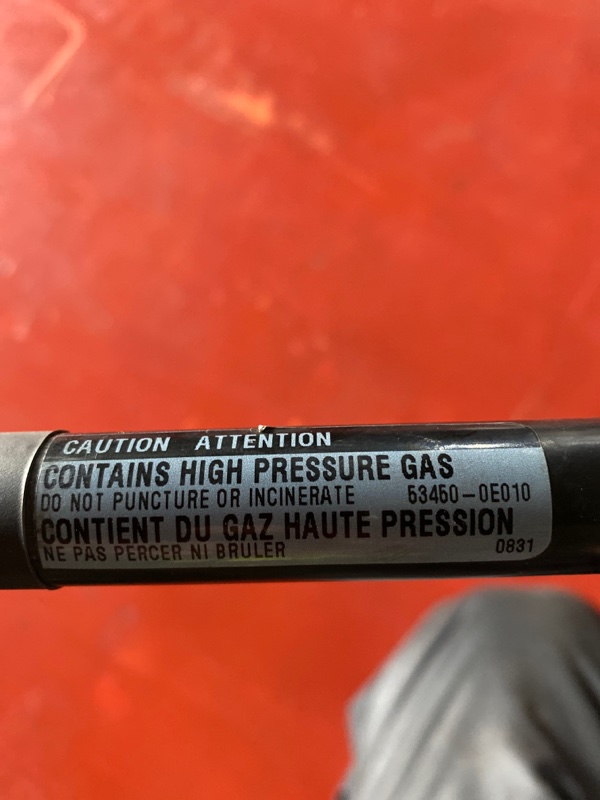 CAUTION ATTENTION
CONTAINS HIGH PRESSURE GAS
DO NOT PUNCTURE OR INCINERATE 53450-0E010
CONTIENT DU GAZ HAUTE PRESSION
NE PAS PERCER NI BRULER 0831